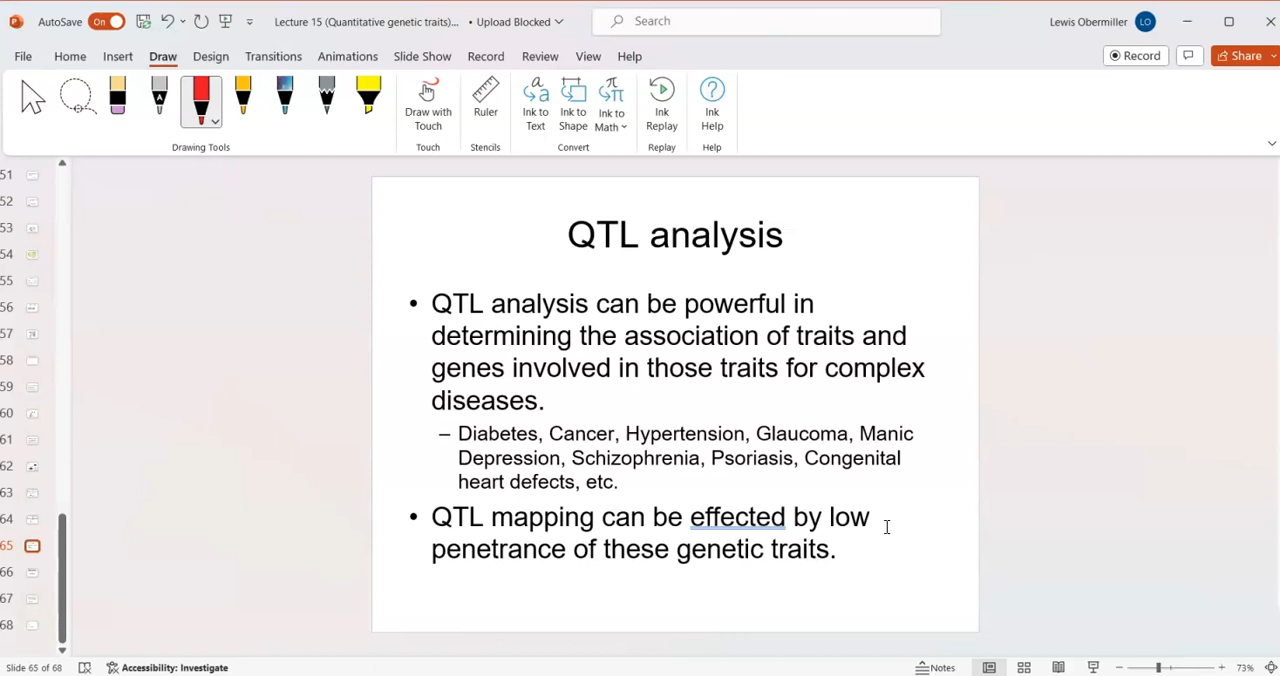 AutoSave On Lecture 15 (Quantitative genetic traits)... • Upload Blocked Search Lewis Obermiller LO
File Home Insert Draw Design Transitions Animations Slide Show Record Review View Help Record Share
Draw with Touch
Ruler
Ink to Text
Ink to Shape
Ink to Math
Ink Replay
Ink Help
Drawing Tools Touch Stencils Convert Replay Help
51
52
53
54
55
56
57
58
59
60
61
62
63
64
65
66
67
68
QTL analysis
• QTL analysis can be powerful in
determining the association of traits and
genes involved in those traits for complex
diseases.
– Diabetes, Cancer, Hypertension, Glaucoma, Manic
Depression, Schizophrenia, Psoriasis, Congenital
heart defects, etc.
• QTL mapping can be effected by low
penetrance of these genetic traits.
Slide 65 of 68 Accessibility: Investigate Notes 73%